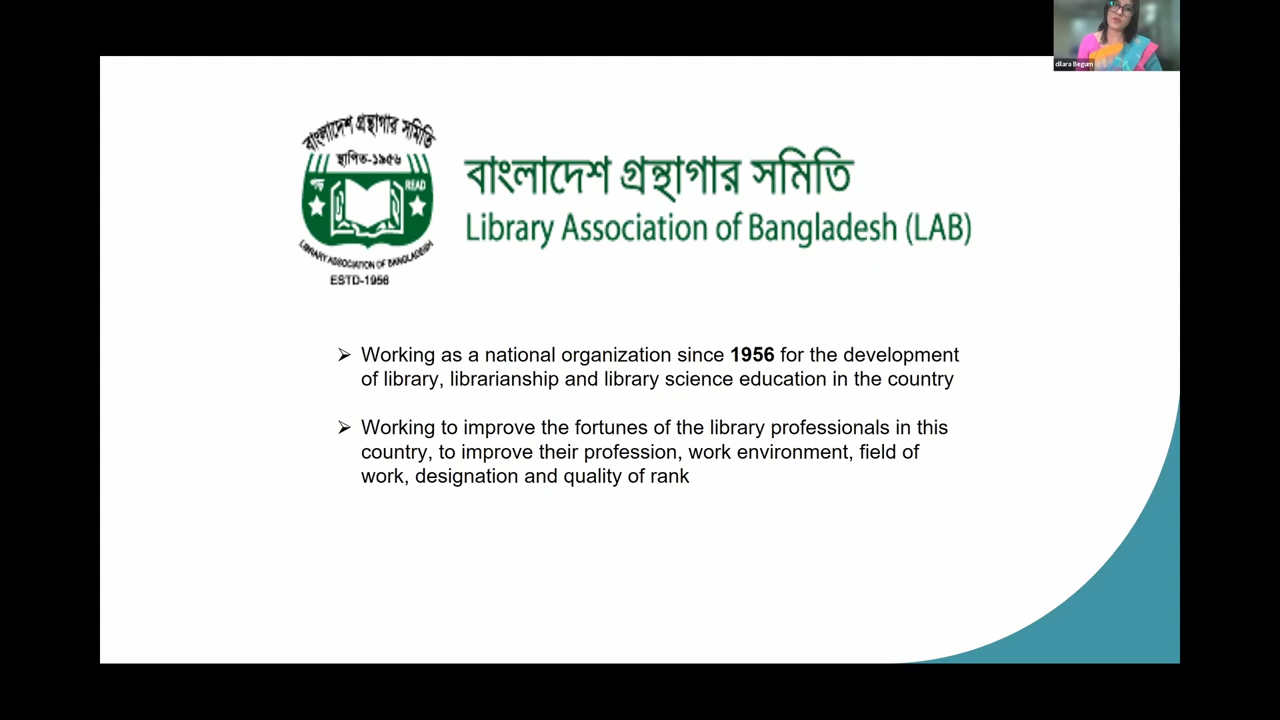 dilara Begum
বাংলাদেশ গ্রন্থাগার সমিতি
স্থাপিত-১৯৫৬
পড়
READ
LIBRARY ASSOCIATION OF BANGLADESH
ESTD-1956
বাংলাদেশ গ্রন্থাগার সমিতি
Library Association of Bangladesh (LAB)
➢ Working as a national organization since 1956 for the development
of library, librarianship and library science education in the country
➢ Working to improve the fortunes of the library professionals in this
country, to improve their profession, work environment, field of
work, designation and quality of rank